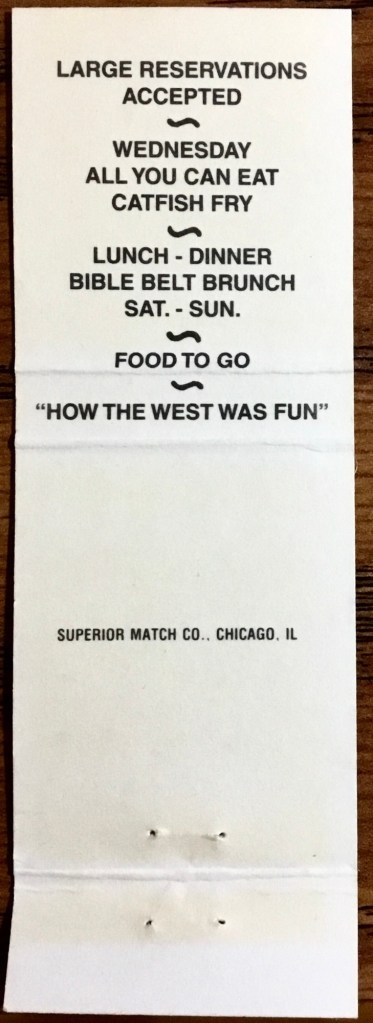 LARGE RESERVATIONS
ACCEPTED
WEDNESDAY
ALL YOU CAN EAT
CATFISH FRY
LUNCH - DINNER
BIBLE BELT BRUNCH
SAT. - SUN.
FOOD TO GO
“HOW THE WEST WAS FUN”
SUPERIOR MATCH CO., CHICAGO, IL